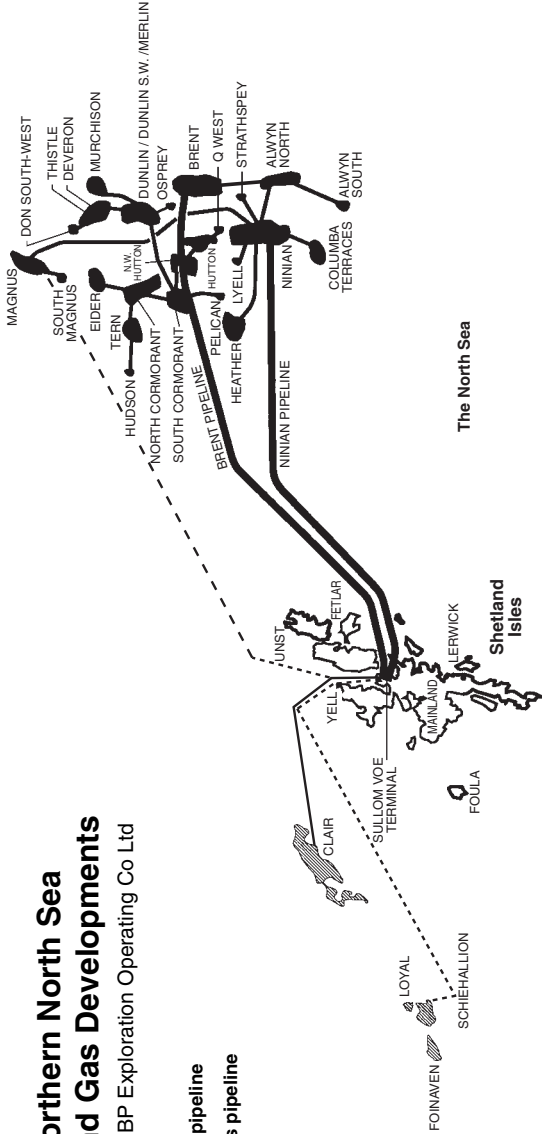 orthern North Sea
d Gas Developments
BP Exploration Operating Co Ltd
pipeline
s pipeline
MAGNUS
DON SOUTH-WEST
THISTLE
DEVERON
MURCHISON
SOUTH
MAGNUS
EIDER
TERN
HUDSON
NORTH CORMORANT
SOUTH CORMORANT
N.W.
HUTTON
DUNLIN / DUNLIN S.W. /MERLIN
OSPREY
BRENT
Q WEST
STRATHSPEY
ALWYN
NORTH
ALWYN
SOUTH
HUTTON
PELICAN
LYELL
HEATHER
NINIAN
COLUMBA
TERRACES
BRENT PIPELINE
NINIAN PIPELINE
The North Sea
UNST
FETLAR
YELL
MAINLAND
LERWICK
Shetland
Isles
SULLOM VOE
TERMINAL
FOULA
CLAIR
LOYAL
SCHIEHALLION
FOINAVEN